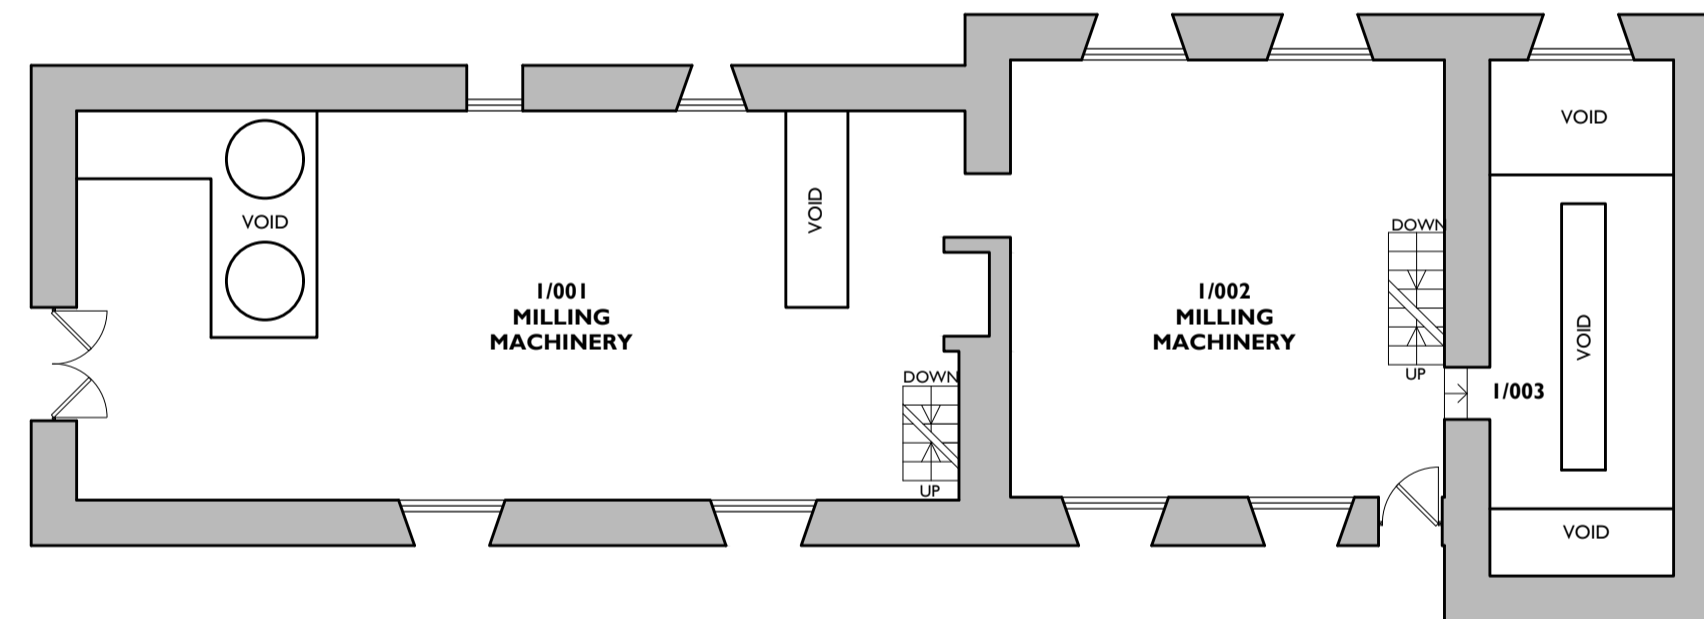 VOID
VOID
1/001
MILLING
MACHINERY
DOWN
UP
1/002
MILLING
MACHINERY
DOWN
UP
1/003
VOID
VOID
VOID